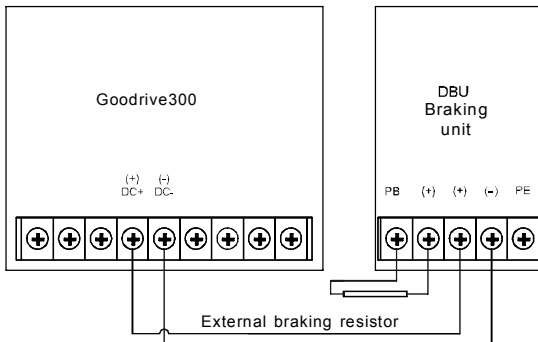 Goodrive300
(+) (-)
DC+ DC-
DBU
Braking
unit
PB (+) (+) (-) PE
External braking resistor